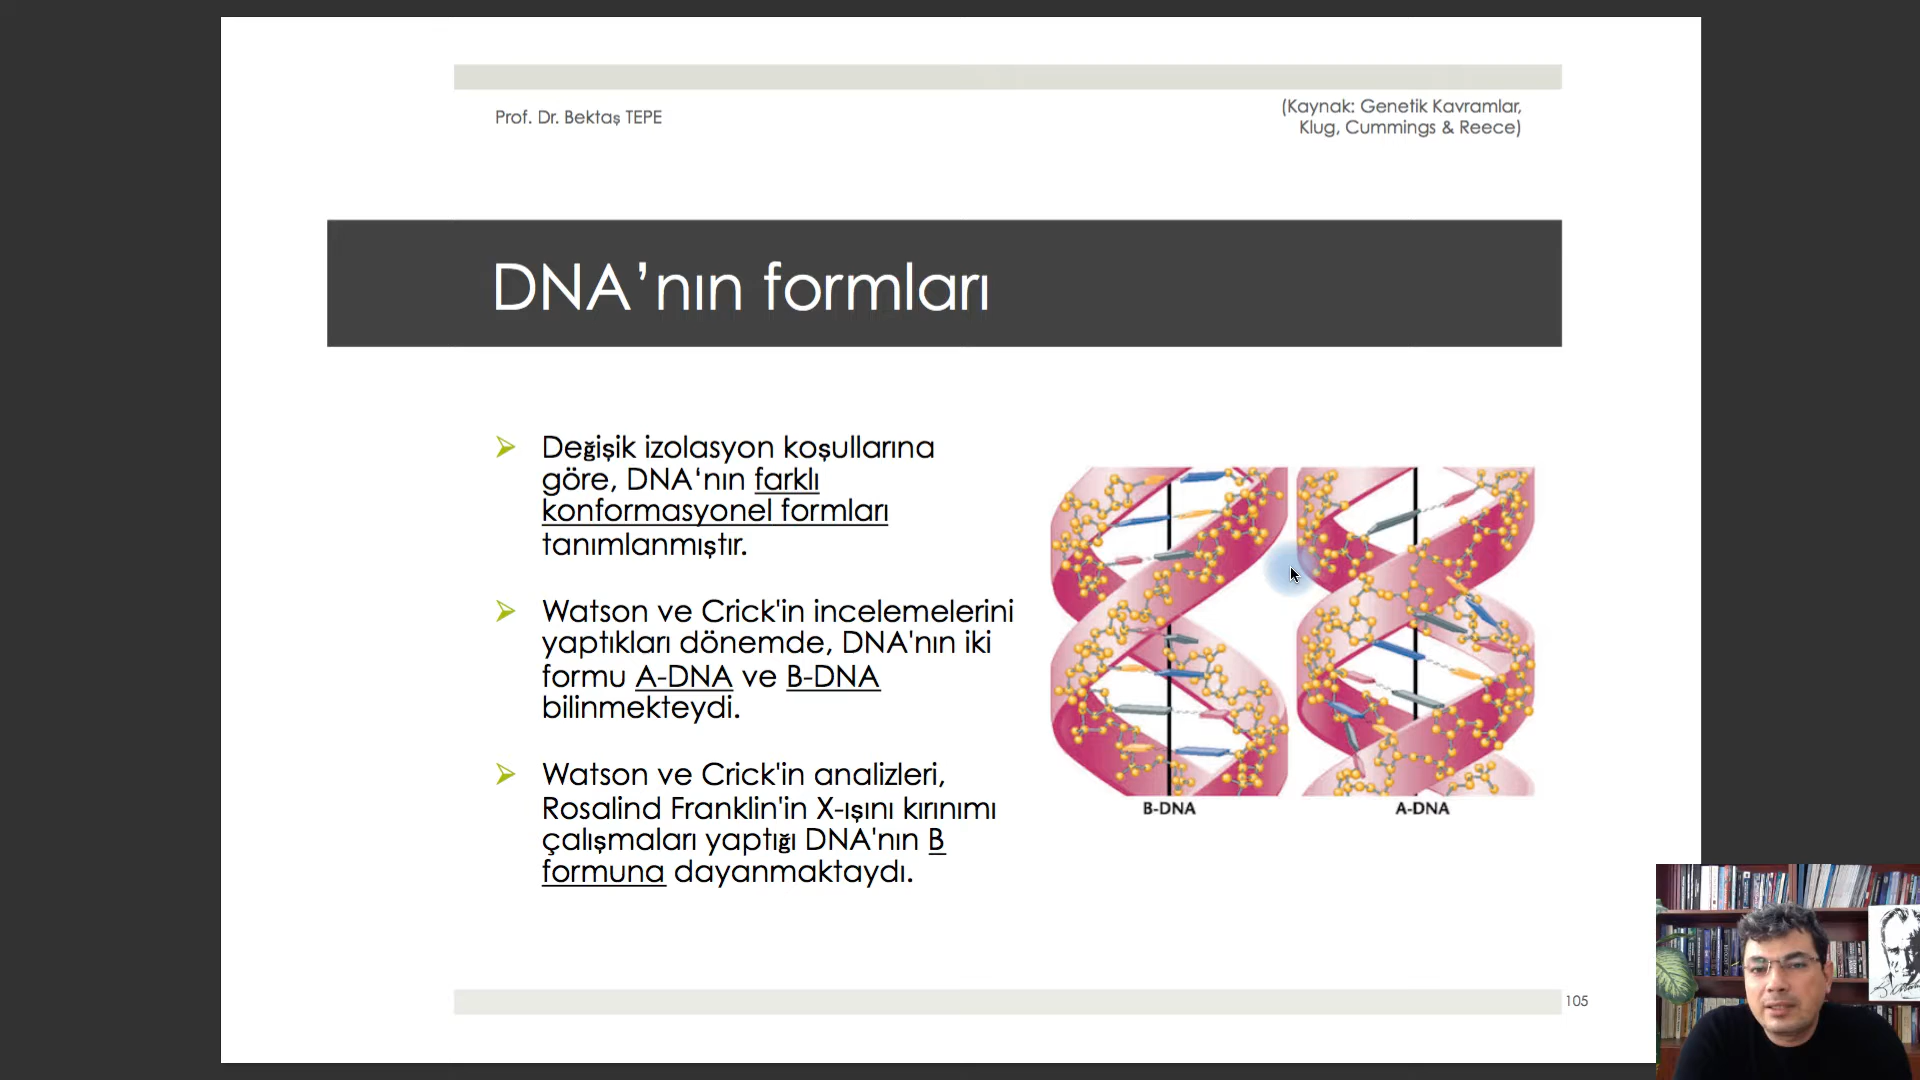 Prof. Dr. Bektaş TEPE
(Kaynak: Genetik Kavramlar,
Klug, Cummings & Reece)
DNA’nın formları
Değişik izolasyon koşullarına
göre, DNA‘nın farklı
konformasyonel formları
tanımlanmıştır.
Watson ve Crick'in incelemelerini
yaptıkları dönemde, DNA'nın iki
formu A-DNA ve B-DNA
bilinmekteydi.
Watson ve Crick'in analizleri,
Rosalind Franklin'in X-ışını kırınımı
çalışmaları yaptığı DNA'nın B
formuna dayanmaktaydı.
B-DNA
A-DNA
105